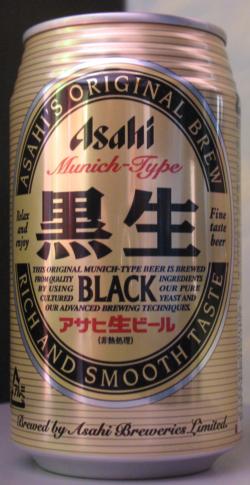 ASAHI'S ORIGINAL BREW
Asahi
Munich-Type
Relax and enjoy
黒生
Fine taste beer
THIS ORIGINAL MUNICH-TYPE BEER IS BREWED
FROM QUALITY BLACK INGREDIENTS
BY USING OUR PURE
CULTURED YEAST AND
OUR ADVANCED BREWING TECHNIQUES.
アサヒ生ビール
(非熱処理)
RICH AND SMOOTH TASTE
Brewed by Asahi Breweries Limited.